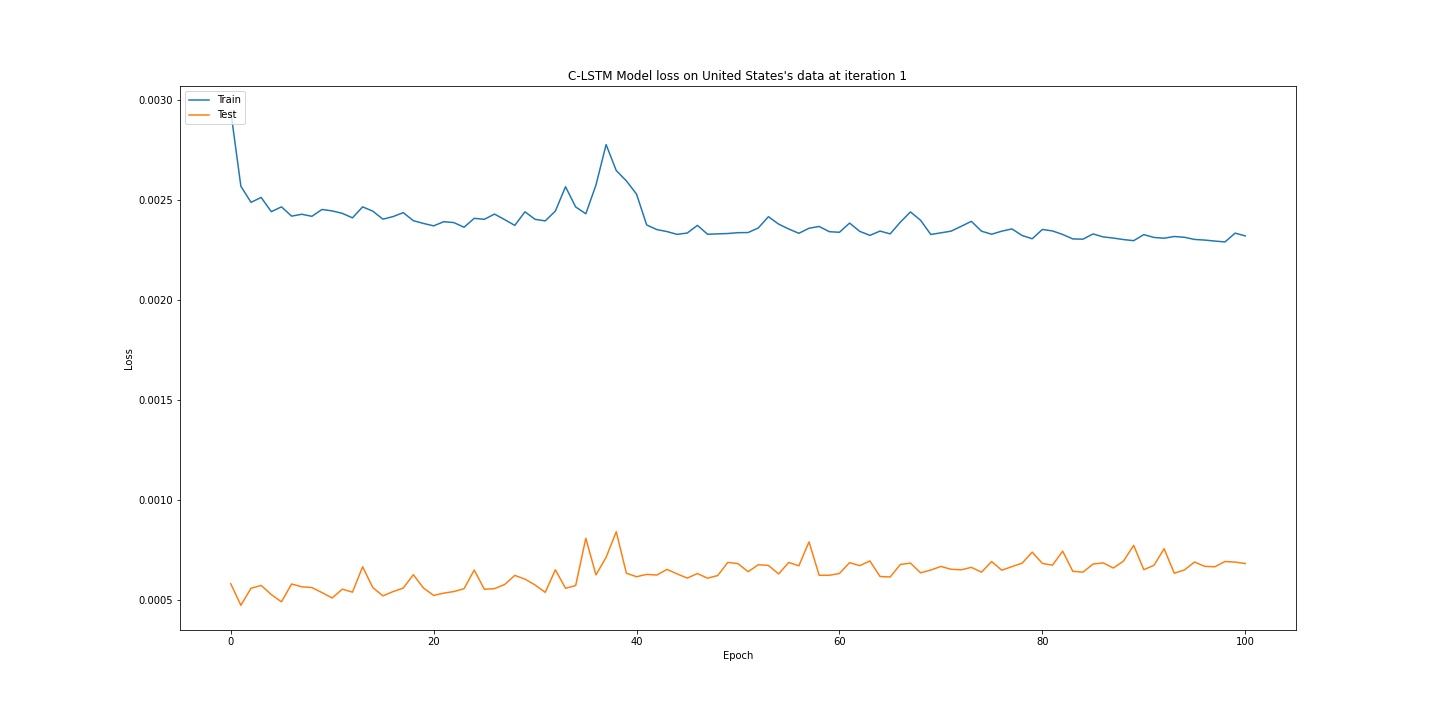 C-LSTM Model loss on United States's data at iteration 1
Train
Test
0.0030
0.0025
0.0020
0.0015
0.0010
0.0005
Loss
0 20 40 60 80 100
Epoch